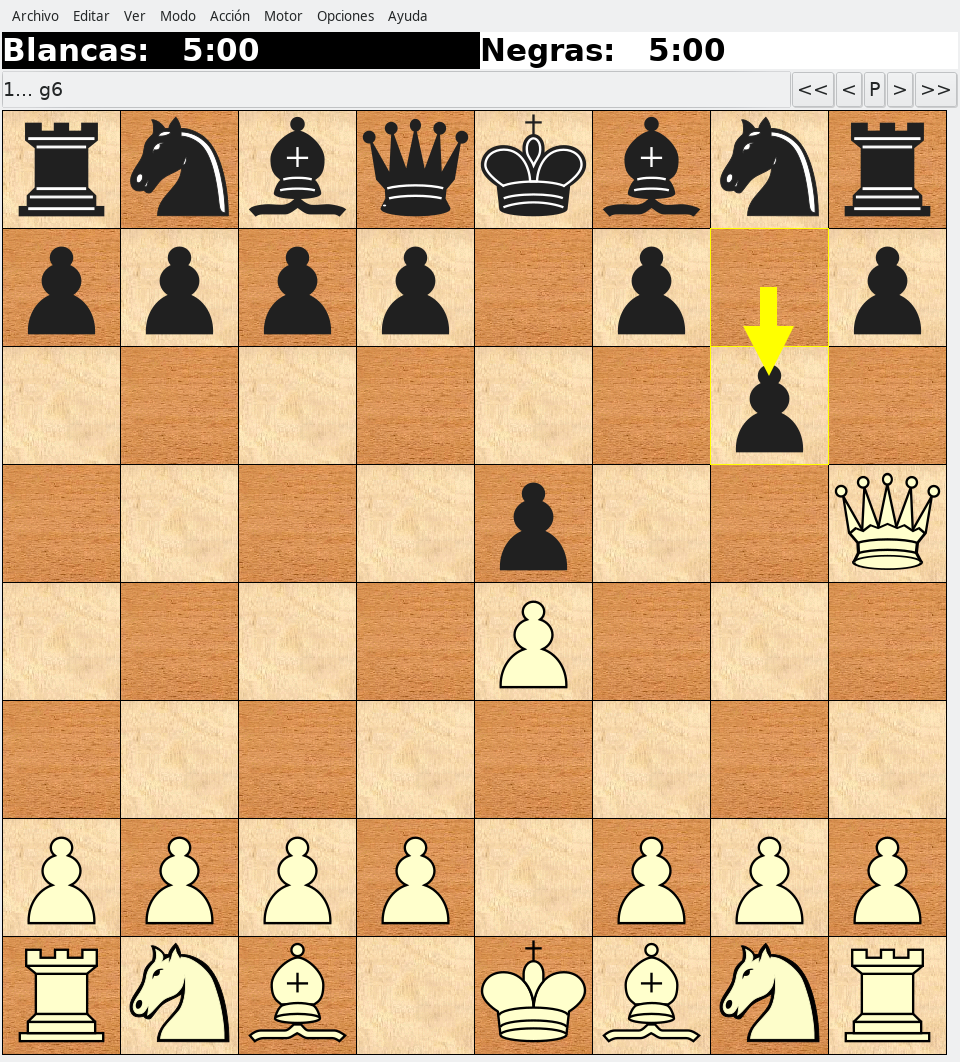 Archivo Editar Ver Modo Acción Motor Opciones Ayuda
Blancas: 5:00 Negras: 5:00
1... g6 << < P > >>